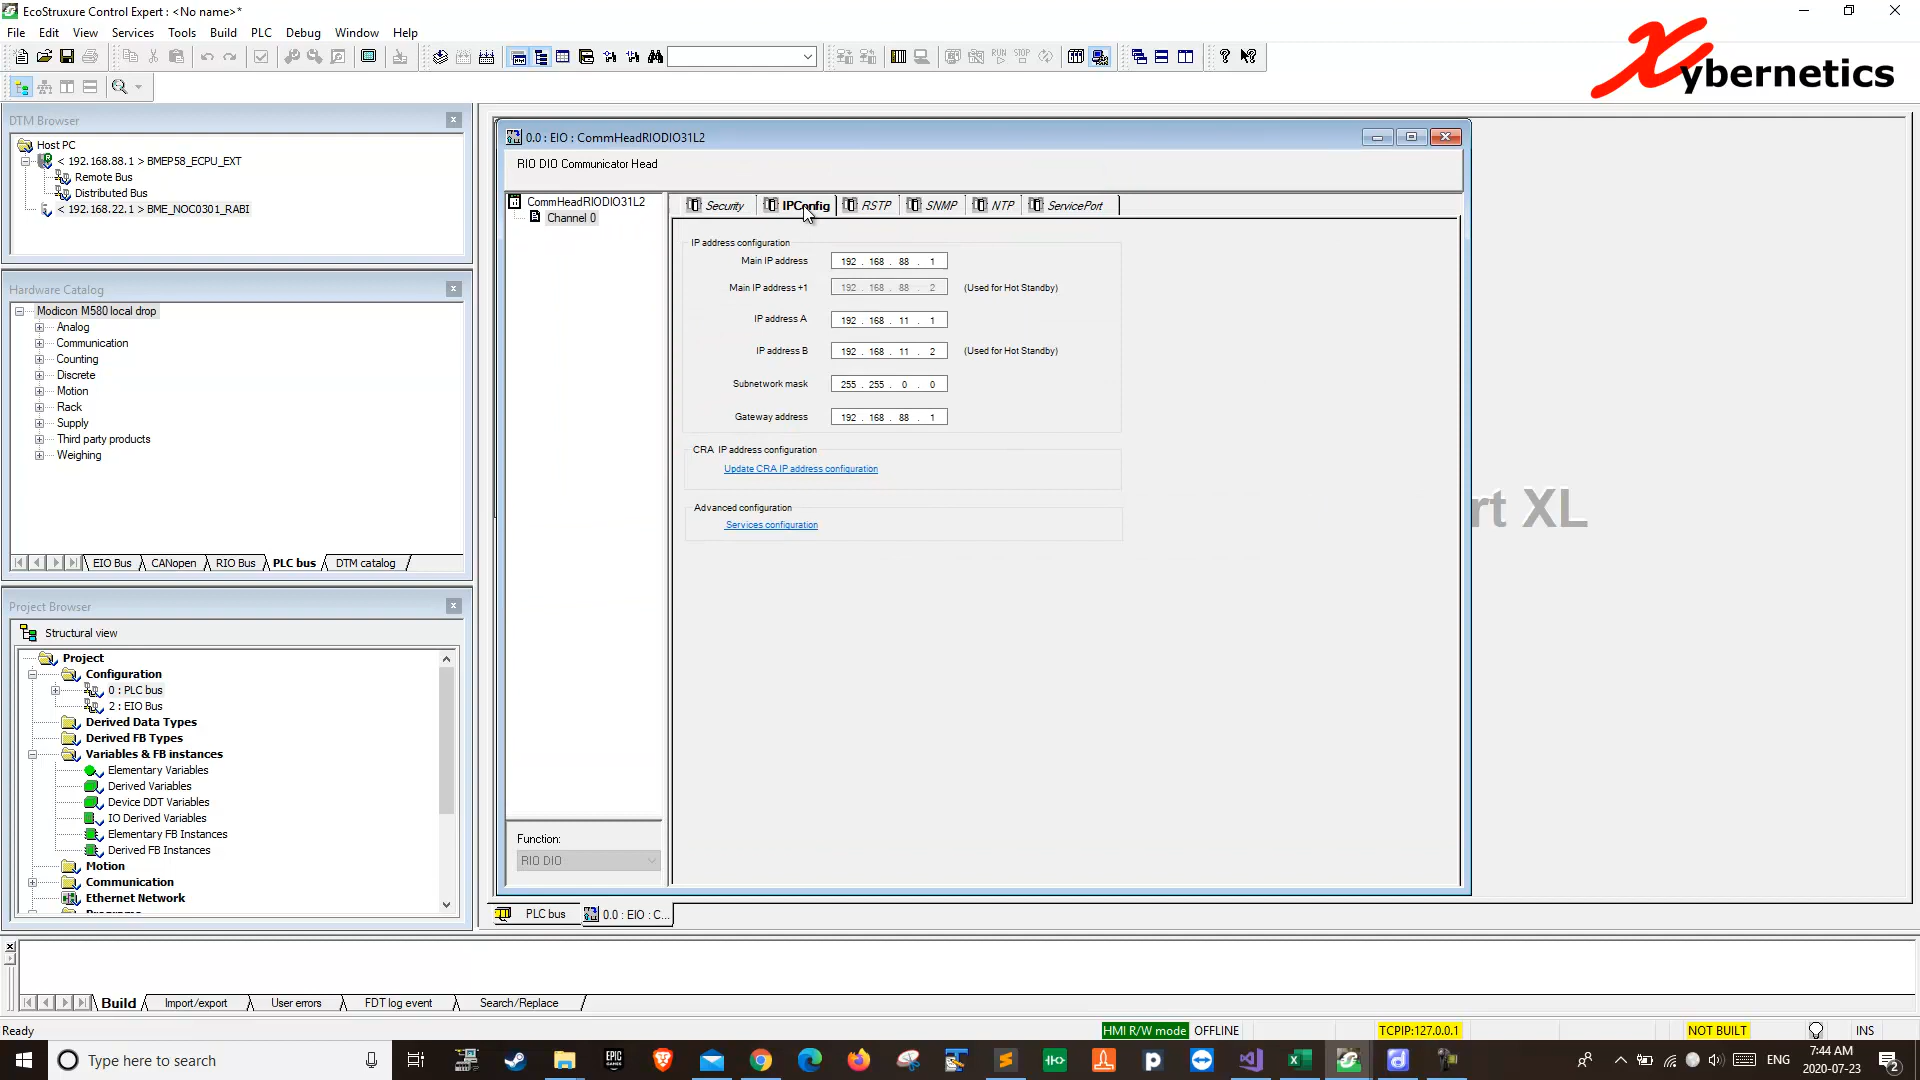 EcoStruxure Control Expert : <No name>*
File Edit View Services Tools Build PLC Debug Window Help
Xybernetics
DTM Browser
Host PC
< 192.168.88.1 > BMEP58_ECPU_EXT
Remote Bus
Distributed Bus
< 192.168.22.1 > BME_NOC0301_RABI
Hardware Catalog
Modicon M580 local drop
Analog
Communication
Counting
Discrete
Motion
Rack
Supply
Third party products
Weighing
EIO Bus CANopen RIO Bus PLC bus DTM catalog
Project Browser
Structural view
Project
Configuration
0 : PLC bus
2 : EIO Bus
Derived Data Types
Derived FB Types
Variables & FB instances
Elementary Variables
Derived Variables
Device DDT Variables
IO Derived Variables
Elementary FB Instances
Derived FB Instances
Motion
Communication
Ethernet Network
0.0 : EIO : CommHeadRIODIO31L2
RIO DIO Communicator Head
CommHeadRIODIO31L2
Channel 0
Function:
RIO DIO
Security IPConfig RSTP SNMP NTP ServicePort
IP address configuration
Main IP address 192 . 168 . 88 . 1
Main IP address +1 192 . 168 . 88 . 2 (Used for Hot Standby)
IP address A 192 . 168 . 11 . 1
IP address B 192 . 168 . 11 . 2 (Used for Hot Standby)
Subnetwork mask 255 . 255 . 0 . 0
Gateway address 192 . 168 . 88 . 1
CRA IP address configuration
Update CRA IP address configuration
Advanced configuration
Services configuration
rt XL
PLC bus 0.0 : EIO : C...
Build Import/export User errors FDT log event Search/Replace
Ready HMI R/W mode OFFLINE TCPIP:127.0.0.1 NOT BUILT INS
Type here to search
ENG
7:44 AM
2020-07-23
2